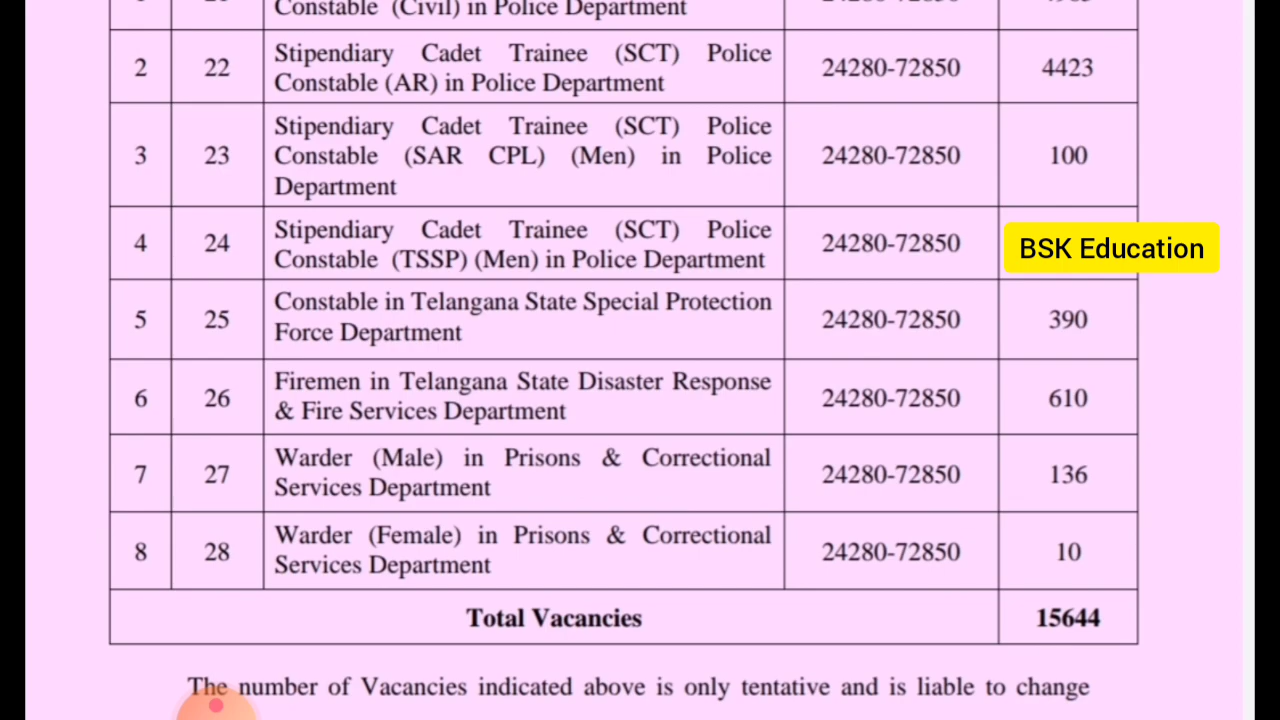 Constable (Civil) in Police Department
2 22 Stipendiary Cadet Trainee (SCT) Police 24280-72850 4423
Constable (AR) in Police Department
3 23 Stipendiary Cadet Trainee (SCT) Police 24280-72850 100
Constable (SAR CPL) (Men) in Police
Department
4 24 Stipendiary Cadet Trainee (SCT) Police 24280-72850
Constable (TSSP) (Men) in Police Department
BSK Education
5 25 Constable in Telangana State Special Protection 24280-72850 390
Force Department
6 26 Firemen in Telangana State Disaster Response 24280-72850 610
& Fire Services Department
7 27 Warder (Male) in Prisons & Correctional 24280-72850 136
Services Department
8 28 Warder (Female) in Prisons & Correctional 24280-72850 10
Services Department
Total Vacancies 15644
The number of Vacancies indicated above is only tentative and is liable to change